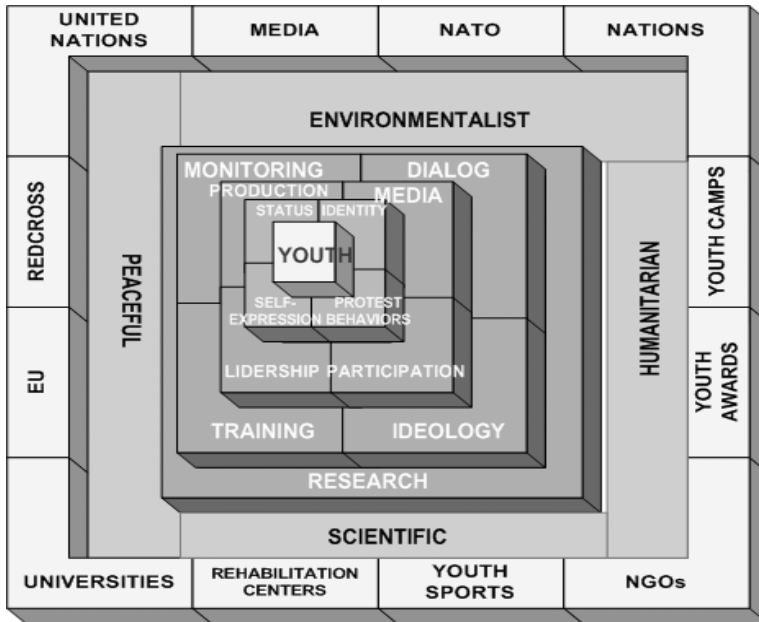 UNITED
NATIONS
MEDIA
NATO
NATIONS
ENVIRONMENTALIST
MONITORING
DIALOG
PRODUCTION
MEDIA
STATUS
IDENTITY
YOUTH
SELF-
EXPRESSION
PROTEST
BEHAVIORS
LIDERSHIP
PARTICIPATION
TRAINING
IDEOLOGY
RESEARCH
SCIENTIFIC
PEACEFUL
HUMANITARIAN
REDCROSS
EU
YOUTH CAMPS
YOUTH
AWARDS
UNIVERSITIES
REHABILITATION
CENTERS
YOUTH
SPORTS
NGOs